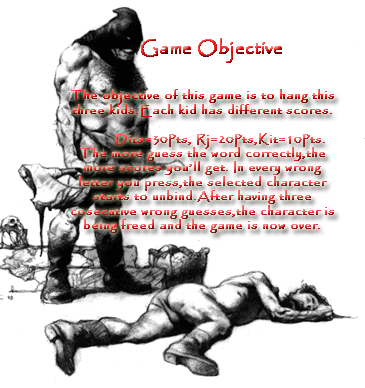 Game Objective
The objective of this game is to hang this
three kids. Each kid has different scores.
Dits=30Pts, Rj=20Pts,Kit=10Pts.
The more guess the word correctly,the
more scores you'll get. In every wrong
letter you press,the selected character
starts to unbind.After having three
cosecutive wrong guesses,the character is
being freed and the game is now over.